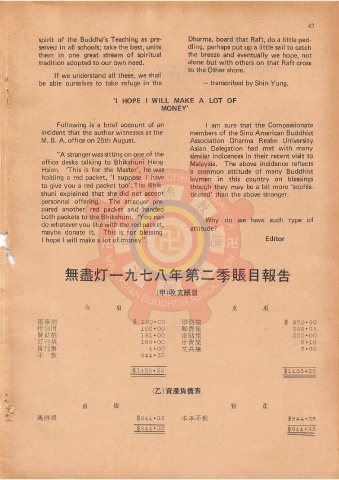 42
spirit of the Buddha's Teaching as pre-
served in all schools; take the best, unite
them in one great stream of spiritual
tradition adopted to our own need.
If we understand all these, we shall
be able ourselves to take refuge in the
Dharma, board that Raft, do a little ped-
dling, perhaps put up a little sail to catch
the breeze and eventually we hope, not
alone but with others on that Raft cross
to the Other shore.
— transcribed by Shin Yung.
'I HOPE I WILL MAKE A LOT OF
MONEY'
Following is a brief account of an
incident that the author witnesses at the
M. B. A. office on 25th August.
"A stranger was sitting on one of the
office desks talking to Bhikshuni Heng
Hsien. 'This is for the Master', he was
holding a red packet, 'I suppose I have
to give you a red packet too'. The Bhik-
shuni explained that she did not accept
personnal offering. The stranger pre-
pared another red packet and handed
both packets to the Bhikshuni. 'You can
do whatever you like with the red packet,
maybe donate it. This is for blessing
I hope I will make a lot of money'."
I am sure that the Compassionate
members of the Sino American Buddhist
Association Dharma Realm University
Asian Delegation had met with many
similar indicences in their recent visit to
Malaysia. The above incidence reflects
a common attitude of many Buddhist
laymen in this country on blessings
though they may be a bit more 'sophis-
ticated' than the above stranger.
Why do we have such type of
attitude?
Editor
無盡灯一九七八年第二季賬目報告
(甲)收支賬目
收 項
支 項
844·35
$1435·35
$1435·35
(乙)資產負債表
負 債
資 產
$844·35
本季不敷
$844·35
$844·35
$844·35